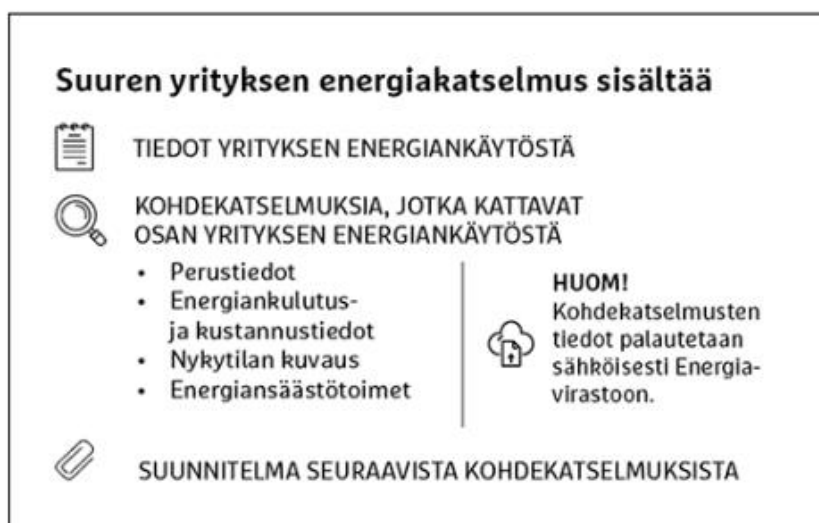 Suuren yrityksen energiakatselmus sisältää
TIEDOT YRITYKSEN ENERGIANKÄYTÖSTÄ
KOHDEKATSELMUKSIA, JOTKA KATTAVAT
OSAN YRITYKSEN ENERGIANKÄYTÖSTÄ
• Perustiedot
• Energiankulutus-
ja kustannustiedot
• Nykytilan kuvaus
• Energiansäästötoimet
HUOM!
Kohdekatselmusten
tiedot palautetaan
sähköisesti Energia-
virastoon.
SUUNNITELMA SEURAAVISTA KOHDEKATSELMUKSISTA